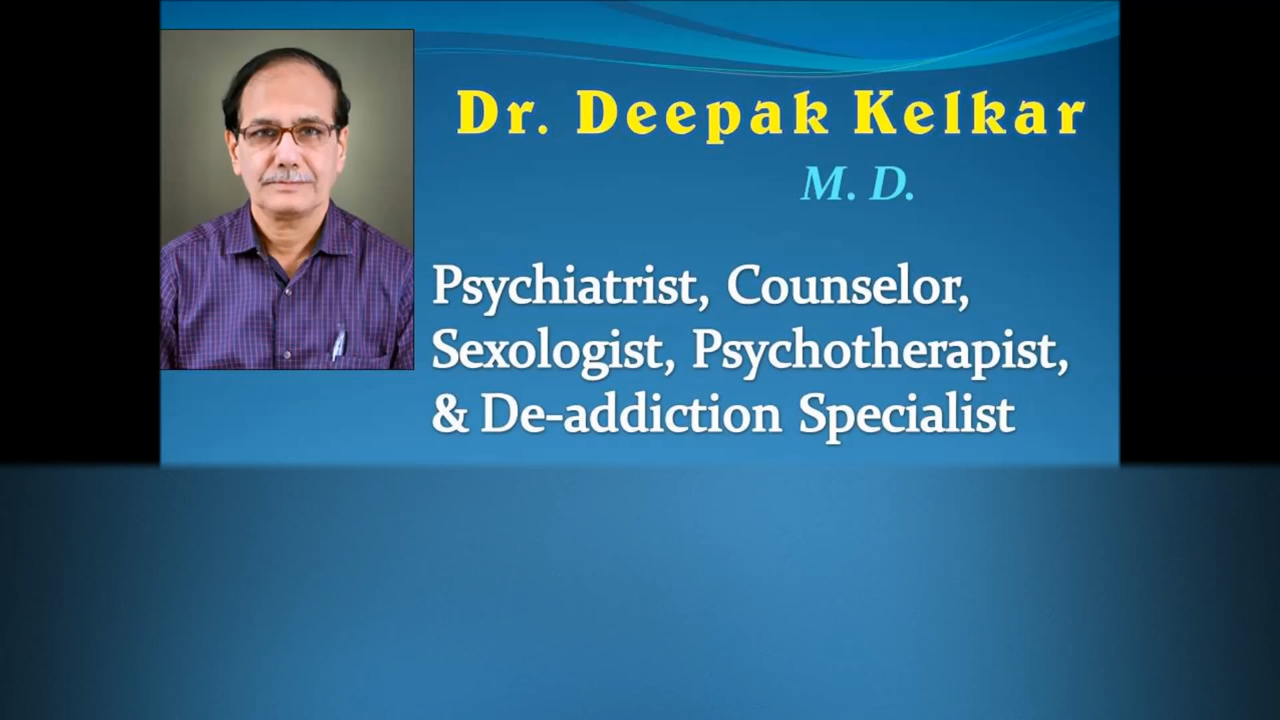 Dr. Deepak Kelkar
M. D.
Psychiatrist, Counselor,
Sexologist, Psychotherapist,
& De-addiction Specialist